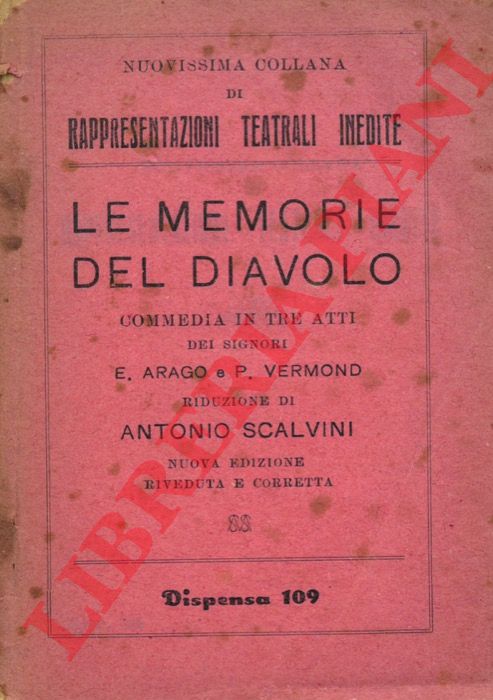 NUOVISSIMA COLLANA
DI
RAPPRESENTAZIONI TEATRALI INEDITE
LE MEMORIE
DEL DIAVOLO
COMMEDIA IN TRE ATTI
DEI SIGNORI
E. ARAGO e P. VERMOND
RIDUZIONE DI
ANTONIO SCALVINI
NUOVA EDIZIONE
RIVEDUTA E CORRETTA
Dispensa 109
LIBRERIA PIANI